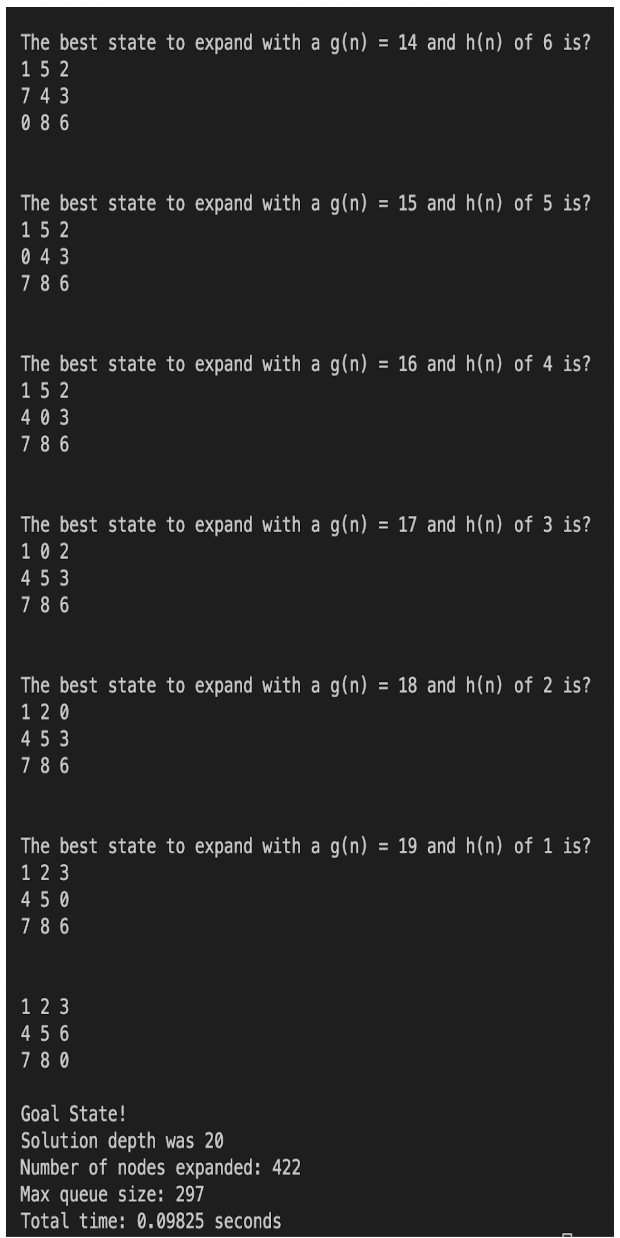 The best state to expand with a g(n) = 14 and h(n) of 6 is?
1 5 2
7 4 3
0 8 6
The best state to expand with a g(n) = 15 and h(n) of 5 is?
1 5 2
0 4 3
7 8 6
The best state to expand with a g(n) = 16 and h(n) of 4 is?
1 5 2
4 0 3
7 8 6
The best state to expand with a g(n) = 17 and h(n) of 3 is?
1 0 2
4 5 3
7 8 6
The best state to expand with a g(n) = 18 and h(n) of 2 is?
1 2 0
4 5 3
7 8 6
The best state to expand with a g(n) = 19 and h(n) of 1 is?
1 2 3
4 5 0
7 8 6
1 2 3
4 5 6
7 8 0
Goal State!
Solution depth was 20
Number of nodes expanded: 422
Max queue size: 297
Total time: 0.09825 seconds